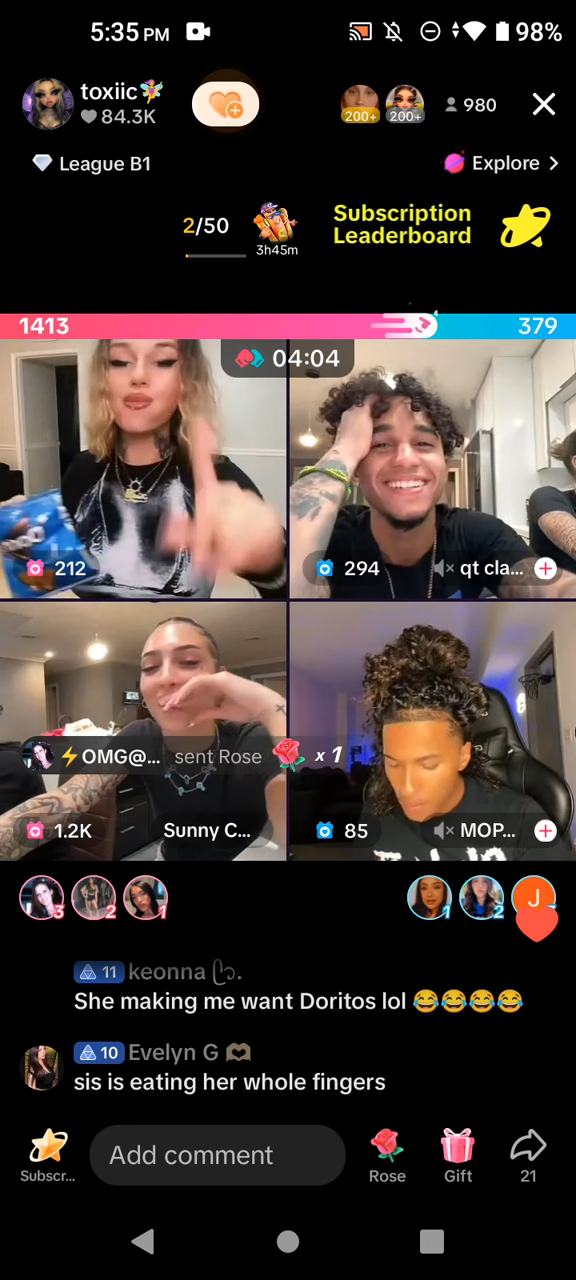 5:35 PM
98%
toxiic🧚
84.3K
200+
200+
980
League B1
Explore
2/50
3h45m
Subscription
Leaderboard
1413
379
04:04
212
294
qt cla...
⚡OMG@...
sent Rose
x 1
1.2K
Sunny C...
85
MOP...
3
2
1
1
2
J
11
keonna
She making me want Doritos lol 😂😂😂😂
10
Evelyn G 🫶🏽
sis is eating her whole fingers
Subscr...
Add comment
Rose
Gift
21